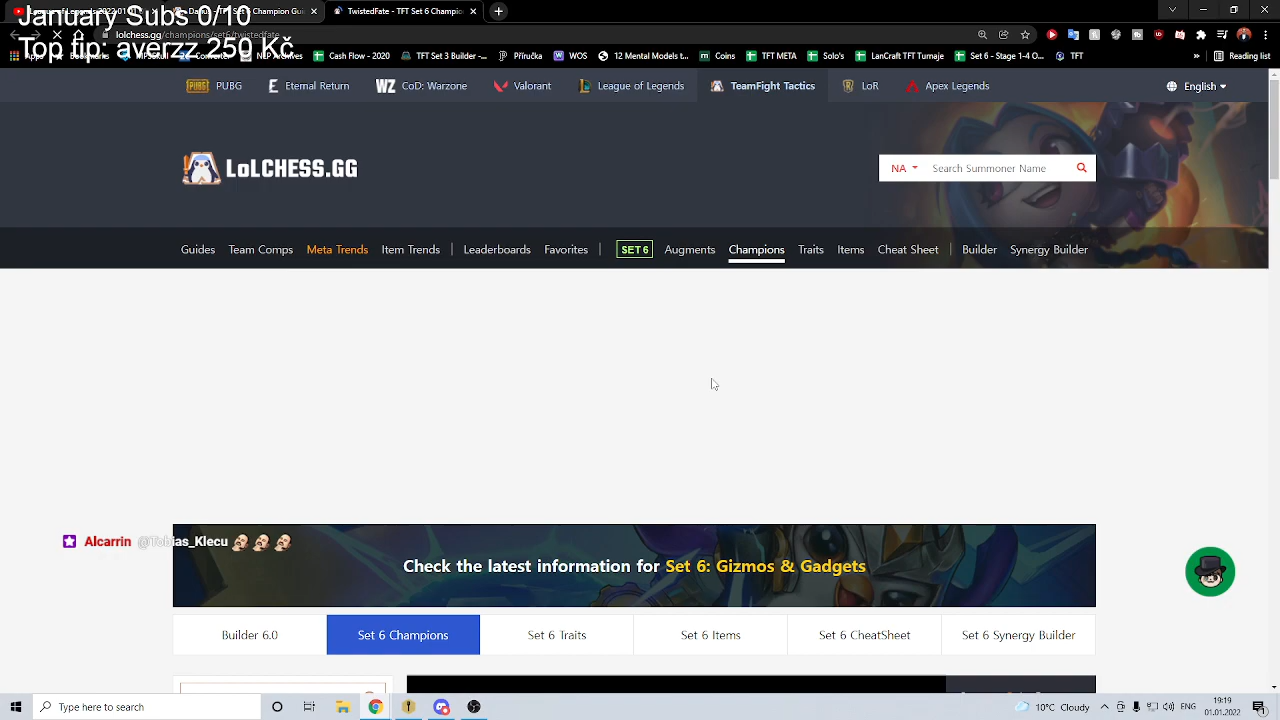 January Subs 0/10
TwistedFate - TFT Set 6 Champion
lolchess.gg/champions/set6/twistedfate
Top tip: averzz 250 Kč
Cash Flow - 2020 TFT Set 3 Builder -... Příručka WOS 12 Mental Models t... Coins TFT META Solo's LanCraft TFT Turnaje Set 6 - Stage 1-4 O... TFT » Reading list
PUBG Eternal Return CoD: Warzone Valorant League of Legends TeamFight Tactics LoR Apex Legends English
LoLCHESS.GG
NA Search Summoner Name
Guides Team Comps Meta Trends Item Trends Leaderboards Favorites SET 6 Augments Champions Traits Items Cheat Sheet Builder Synergy Builder
Alcarrin @Tobias_Klecu
Check the latest information for Set 6: Gizmos & Gadgets
Builder 6.0 Set 6 Champions Set 6 Traits Set 6 Items Set 6 CheatSheet Set 6 Synergy Builder
Type here to search
10°C Cloudy
ENG
19:19
01.01.2022